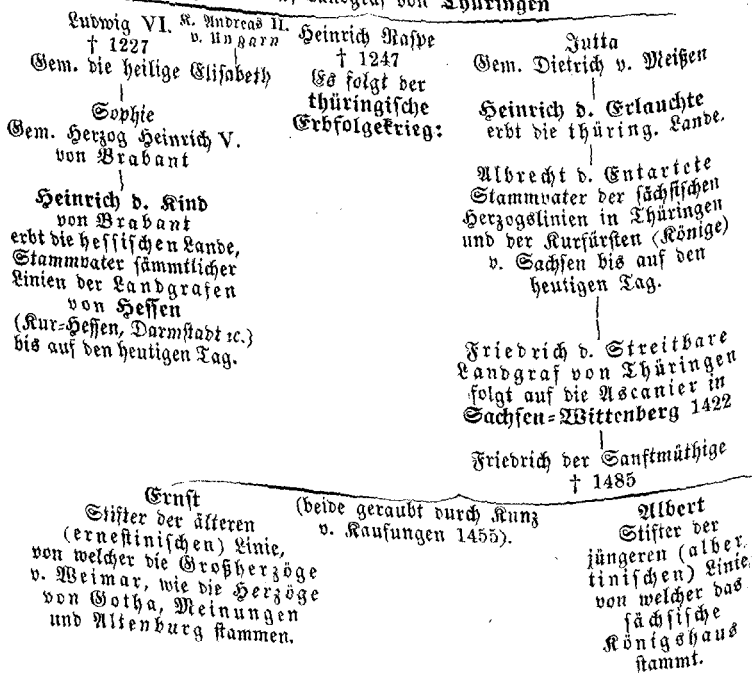 Landgraf von Thüringen
Ludwig VI.
† 1227
Gem. die heilige Elisabeth
K. Andreas II.
v. Ungarn
Heinrich Raspe
† 1247
Es folgt der
thüringische
Erbfolgekrieg:
Jutta
Gem. Dietrich v. Meißen
Sophie
Gem. Herzog Heinrich V.
von Brabant
Heinrich d. Kind
von Brabant
erbt die hessischen Lande,
Stammvater sämmtlicher
Linien der Landgrafen
von Hessen
(Kur-Hessen, Darmstadt ꝛc.)
bis auf den heutigen Tag.
Heinrich d. Erlauchte
erbt die thüring. Lande.
Albrecht d. Entartete
Stammvater der sächsischen
Herzogslinien in Thüringen
und der Kurfürsten (Könige)
v. Sachsen bis auf den
heutigen Tag.
Friedrich d. Streitbare
Landgraf von Thüringen
folgt auf die Ascanier in
Sachsen-Wittenberg 1422
Friedrich der Sanftmüthige
† 1485
Ernst
Stifter der älteren
(ernestinischen) Linie,
von welcher die Großherzöge
v. Weimar, wie die Herzöge
von Gotha, Meinungen
und Altenburg stammen.
(beide geraubt durch Kunz
v. Kaufungen 1455).
Albert
Stifter der
jüngeren (alber-
tinischen) Linie,
von welcher das
sächsische
Königshaus
stammt.